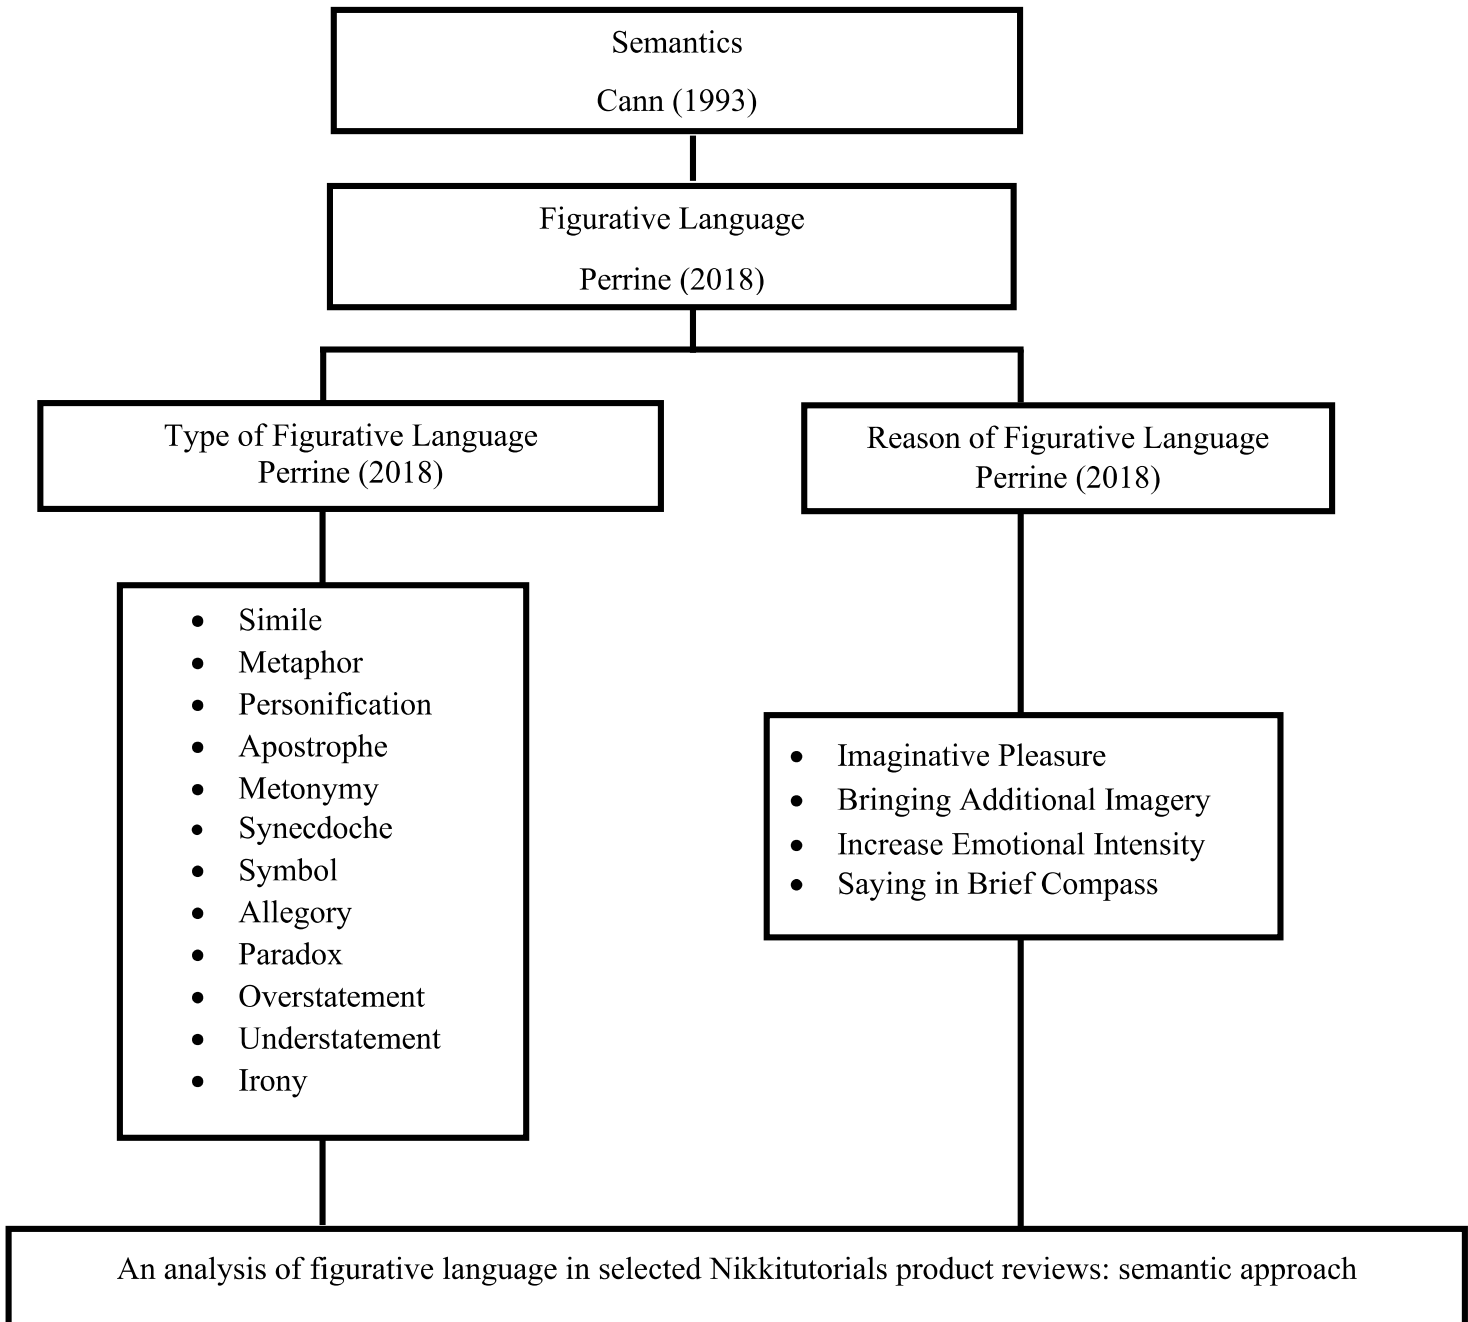 Semantics
Cann (1993)
Figurative Language
Perrine (2018)
Type of Figurative Language
Perrine (2018)
Reason of Figurative Language
Perrine (2018)
• Simile
• Metaphor
• Personification
• Apostrophe
• Metonymy
• Synecdoche
• Symbol
• Allegory
• Paradox
• Overstatement
• Understatement
• Irony
• Imaginative Pleasure
• Bringing Additional Imagery
• Increase Emotional Intensity
• Saying in Brief Compass
An analysis of figurative language in selected Nikkitutorials product reviews: semantic approach